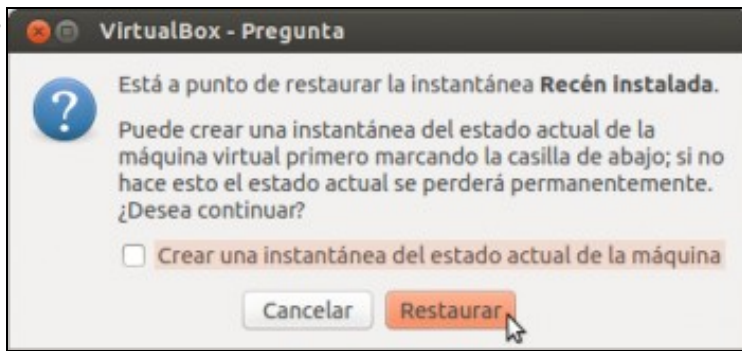 VirtualBox - Pregunta
Está a punto de restaurar la instantánea Recén instalada.
Puede crear una instantánea del estado actual de la
máquina virtual primero marcando la casilla de abajo; si no
hace esto el estado actual se perderá permanentemente.
¿Desea continuar?
Crear una instantánea del estado actual de la máquina
Cancelar Restaurar